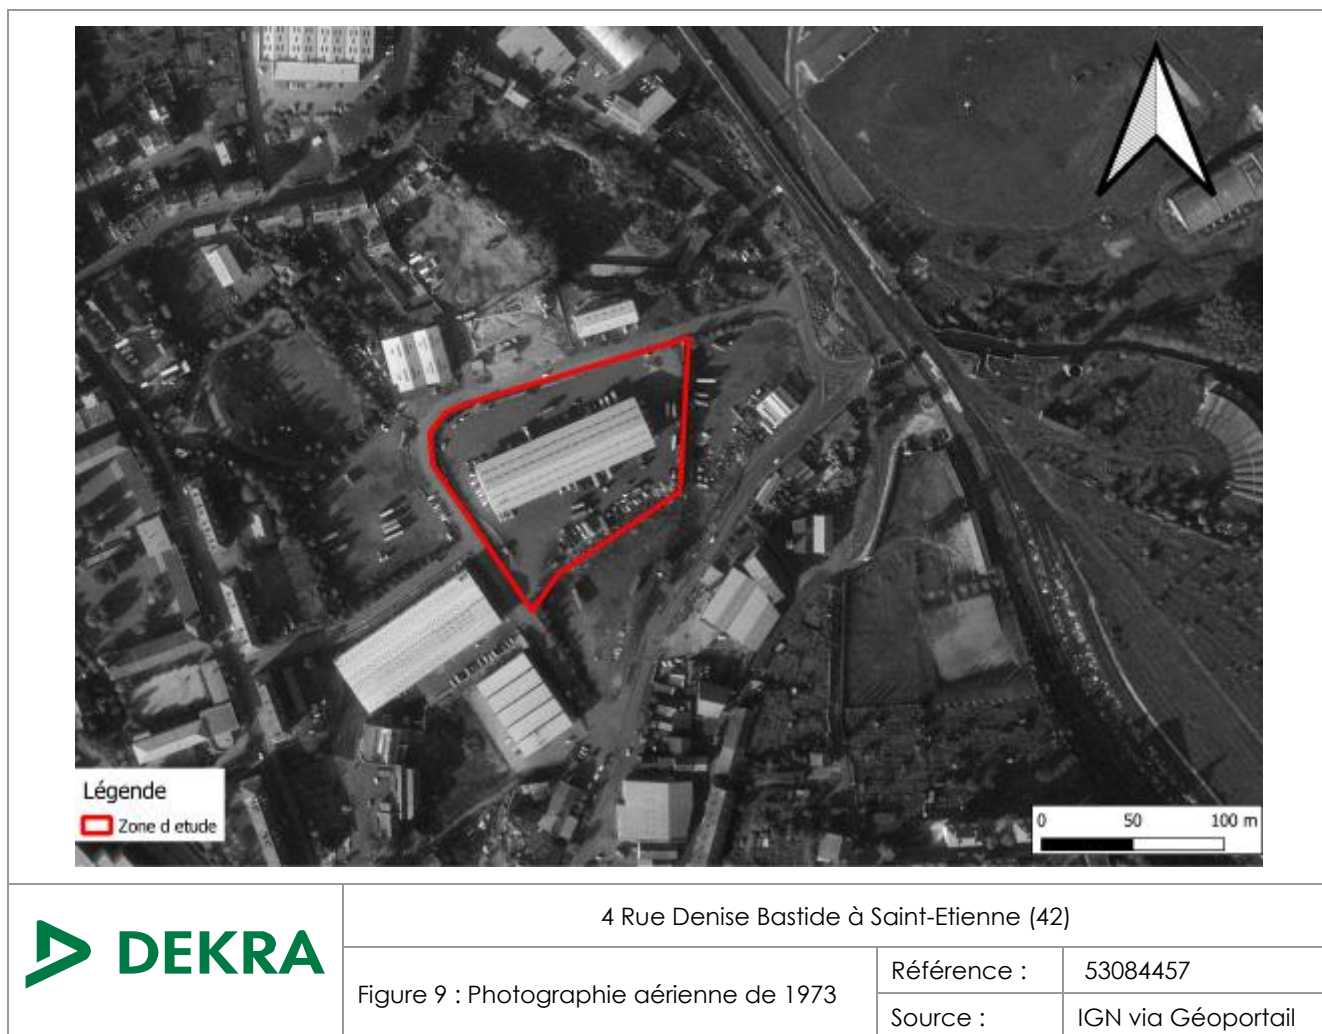 Légende
Zone d etude
0 50 100 m
DEKRA
4 Rue Denise Bastide à Saint-Etienne (42)
Figure 9 : Photographie aérienne de 1973
Référence : 53084457
Source : IGN via Géoportail